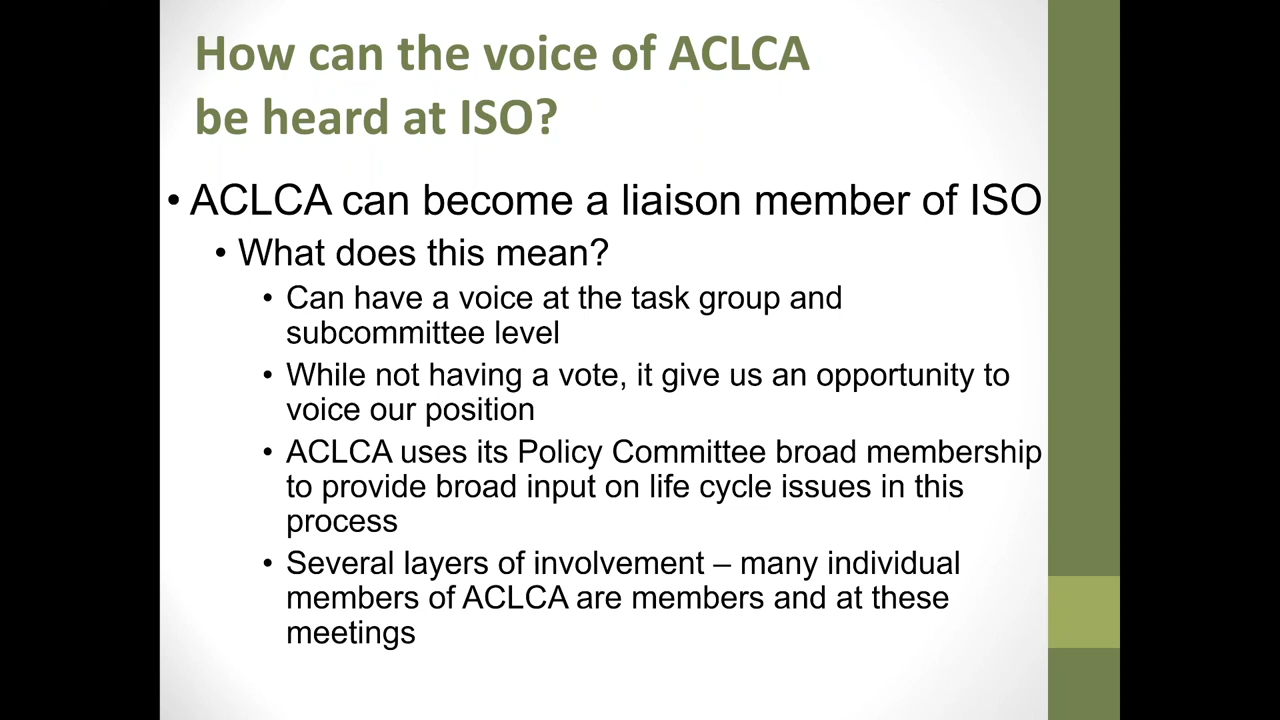 How can the voice of ACLCA
be heard at ISO?
• ACLCA can become a liaison member of ISO
• What does this mean?
• Can have a voice at the task group and
subcommittee level
• While not having a vote, it give us an opportunity to
voice our position
• ACLCA uses its Policy Committee broad membership
to provide broad input on life cycle issues in this
process
• Several layers of involvement – many individual
members of ACLCA are members and at these
meetings